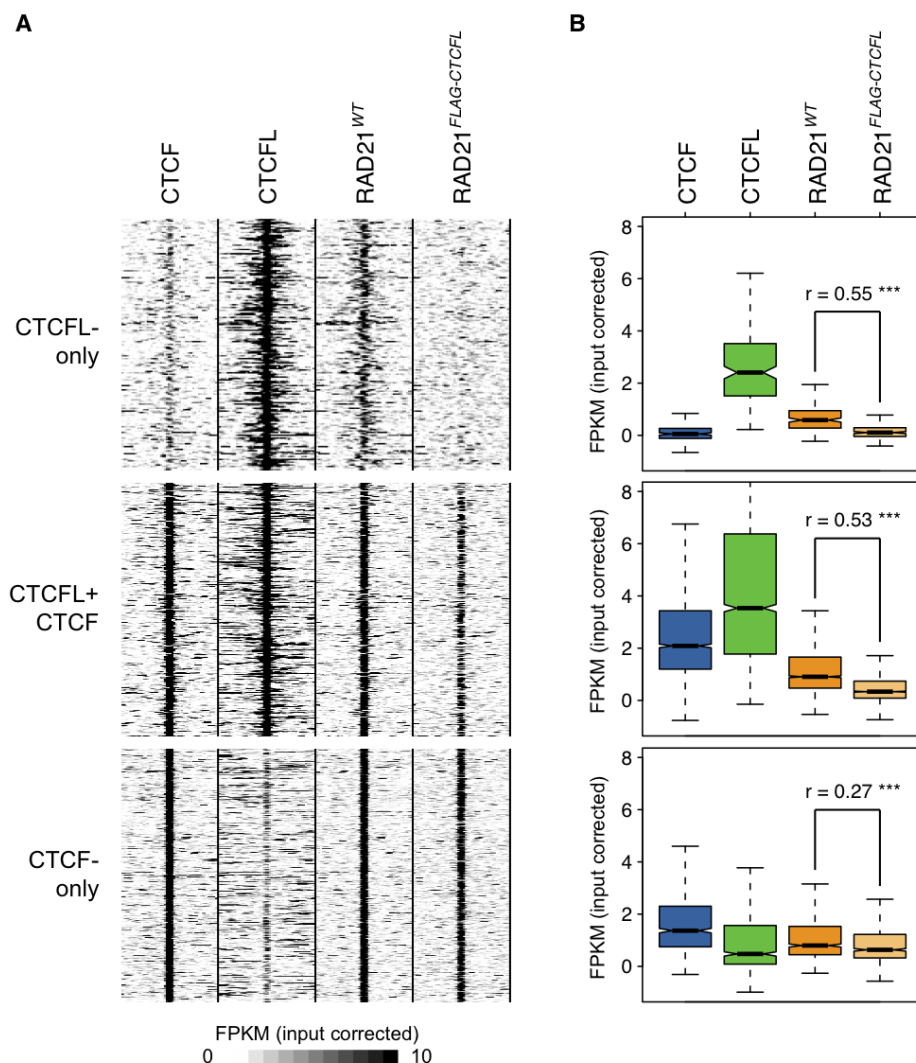 A
B
CTCF
CTCFL
RAD21WT
RAD21FLAG-CTCFL
CTCF
CTCFL
RAD21WT
RAD21FLAG-CTCFL
CTCFL-
only
FPKM (input corrected)
8
6
4
2
0
r = 0.55 ***
CTCFL+
CTCF
FPKM (input corrected)
8
6
4
2
0
r = 0.53 ***
CTCF-
only
FPKM (input corrected)
8
6
4
2
0
r = 0.27 ***
FPKM (input corrected)
0 10